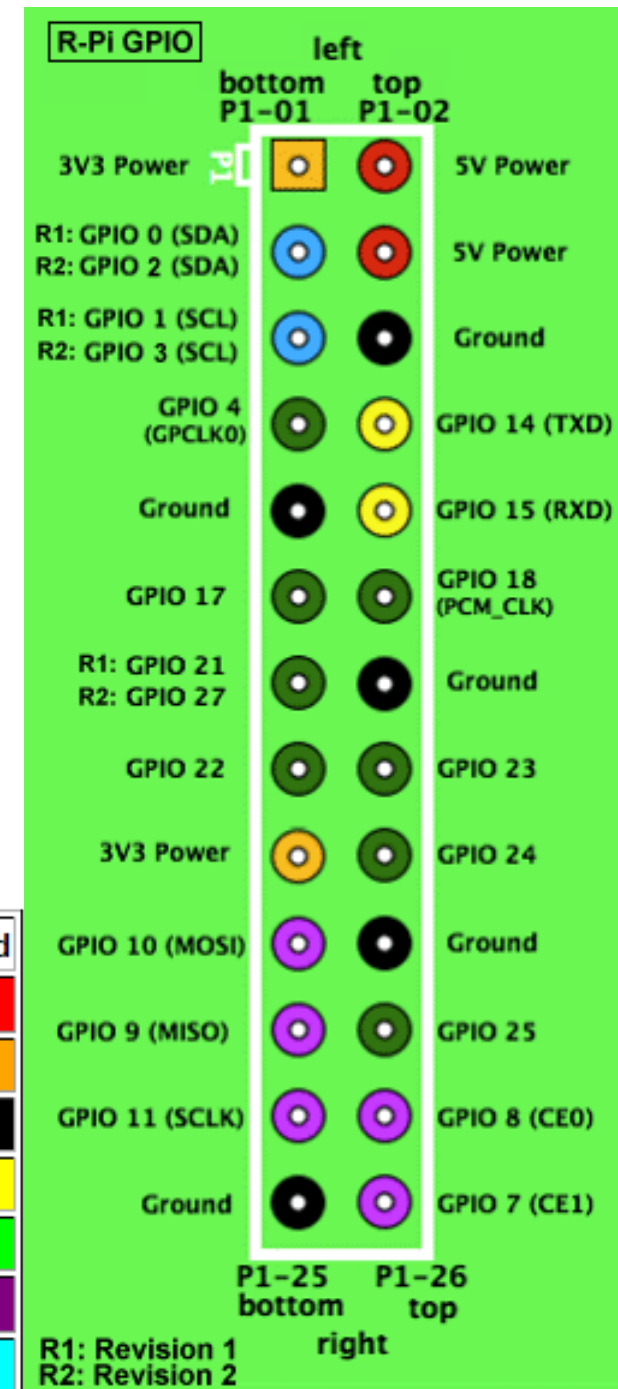 R-Pi GPIO
left
bottom top
P1-01 P1-02
3V3 Power P1 5V Power
R1: GPIO 0 (SDA)
R2: GPIO 2 (SDA) 5V Power
R1: GPIO 1 (SCL)
R2: GPIO 3 (SCL) Ground
GPIO 4
(GPCLK0) GPIO 14 (TXD)
Ground GPIO 15 (RXD)
GPIO 17 GPIO 18
(PCM_CLK)
R1: GPIO 21
R2: GPIO 27 Ground
GPIO 22 GPIO 23
3V3 Power GPIO 24
GPIO 10 (MOSI) Ground
d
GPIO 9 (MISO) GPIO 25
GPIO 11 (SCLK) GPIO 8 (CE0)
Ground GPIO 7 (CE1)
P1-25 P1-26
bottom top
right
R1: Revision 1
R2: Revision 2